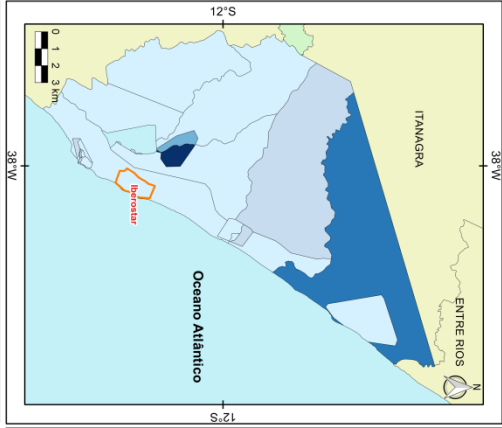 12°S
0 1 2 3 km
ITANAGRA
38°W
38°W
Iberostar
Oceano Atlântico
ENTRE RIOS
N
12°S